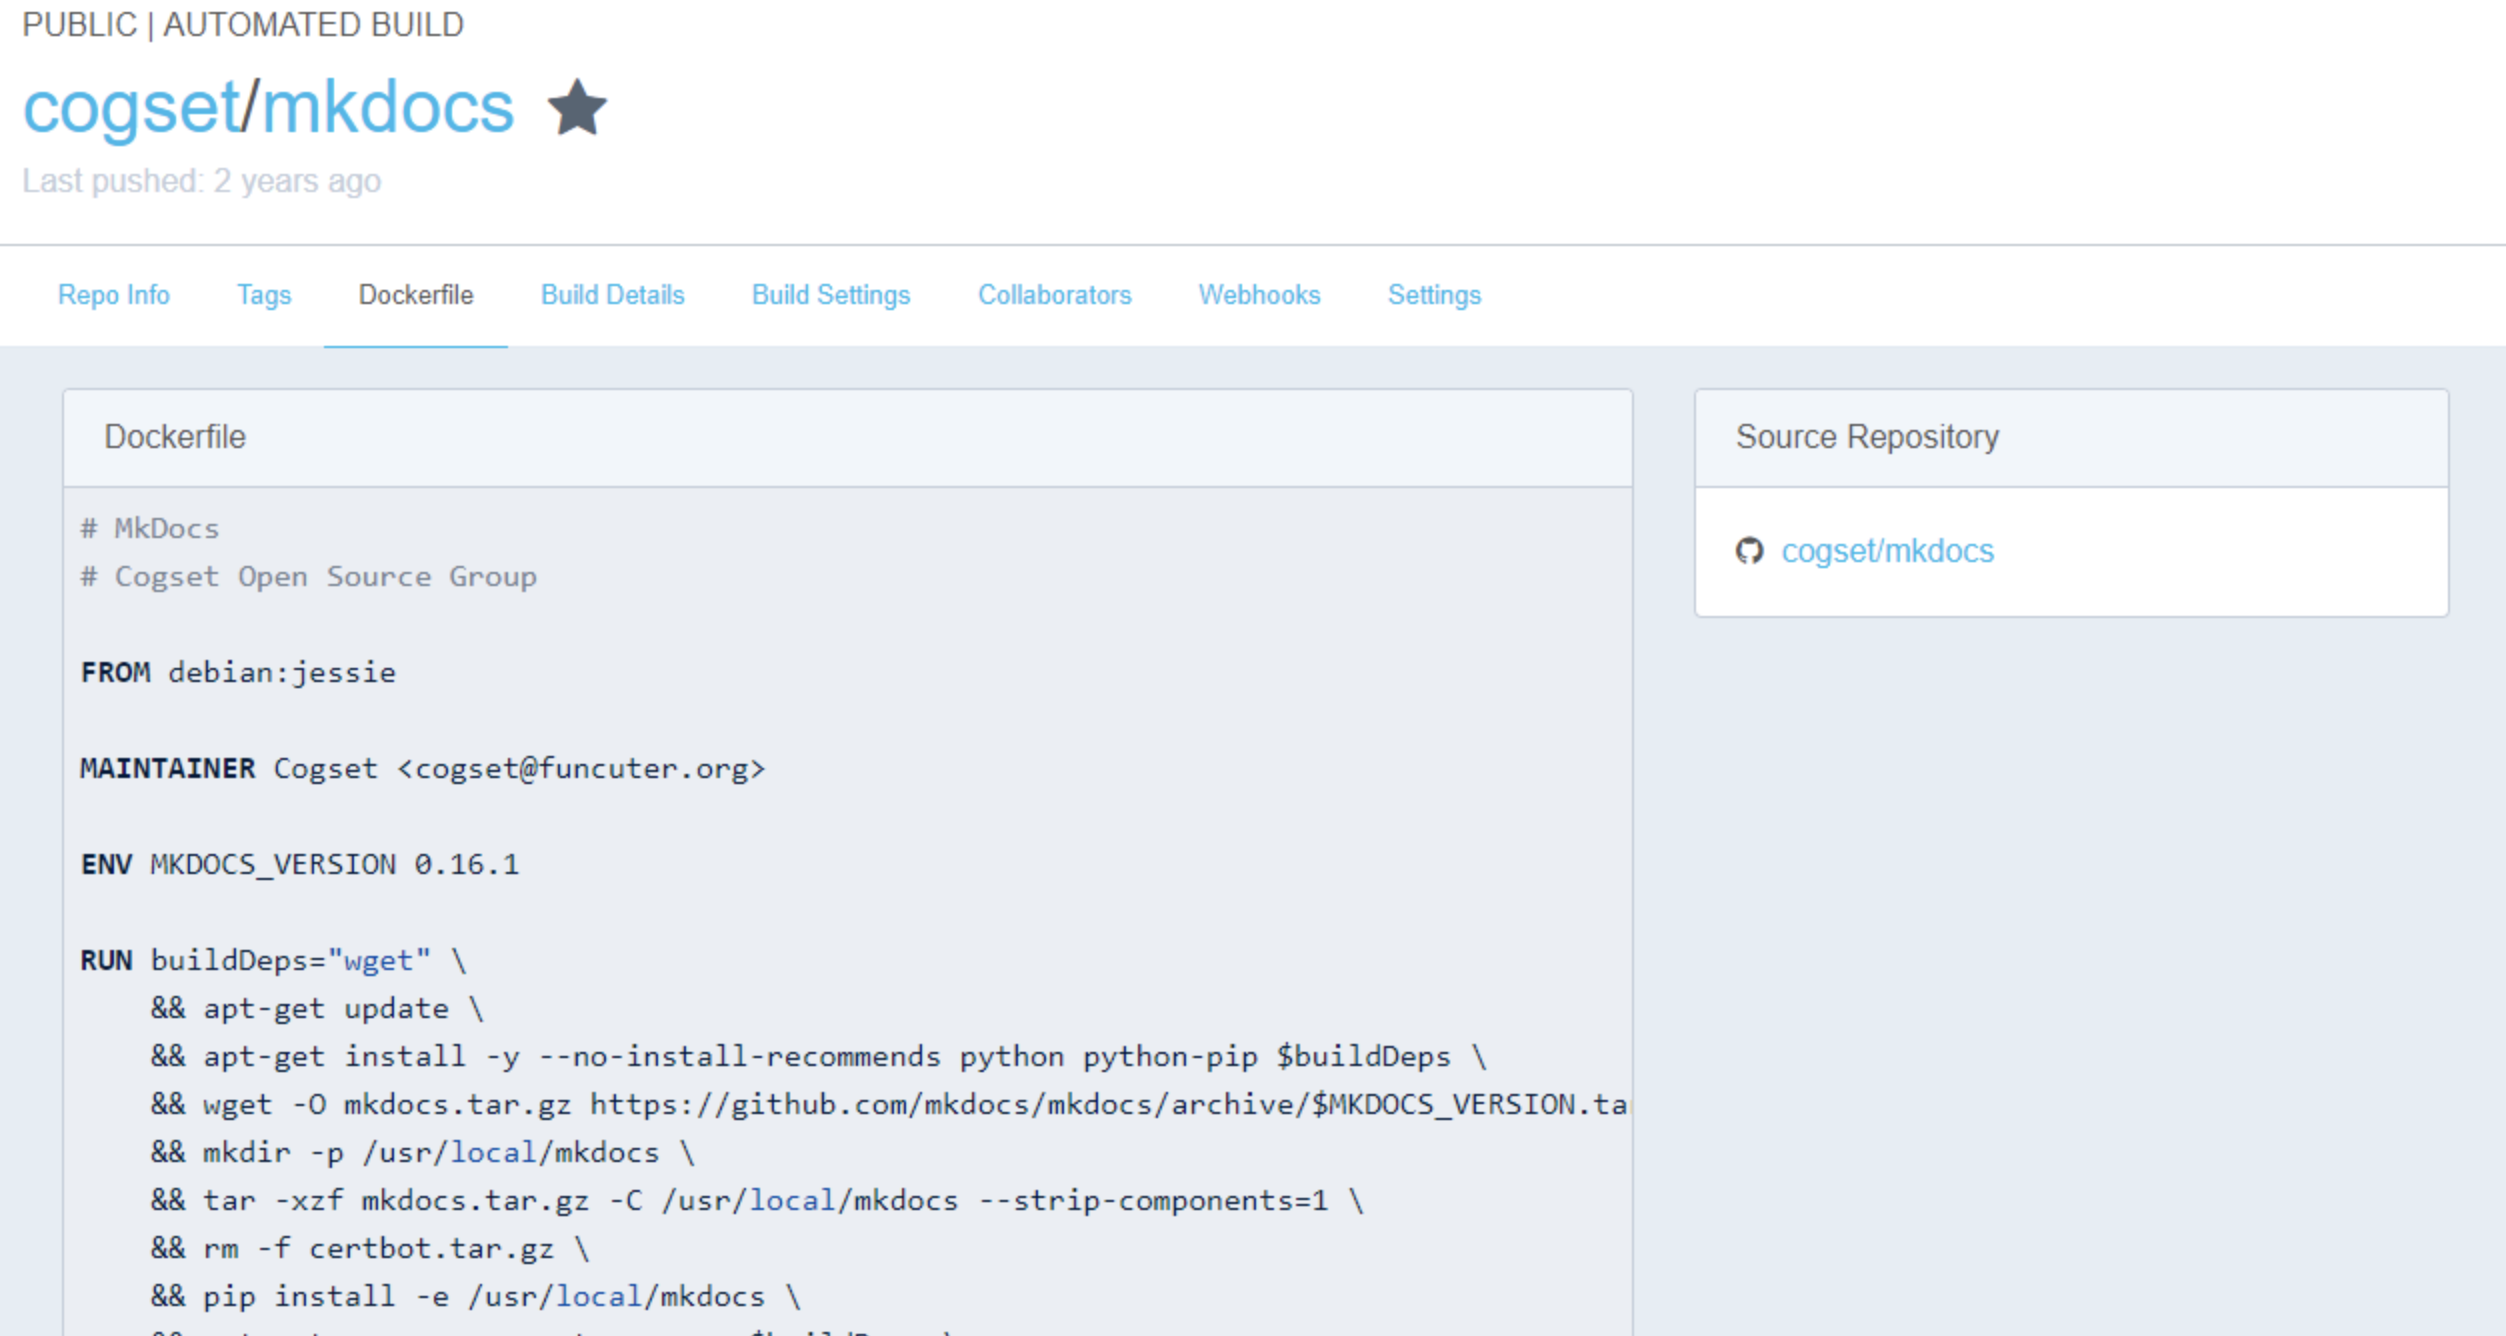 PUBLIC | AUTOMATED BUILD
cogset/mkdocs
Last pushed: 2 years ago
Repo Info Tags Dockerfile Build Details Build Settings Collaborators Webhooks Settings
Dockerfile
# MkDocs
# Cogset Open Source Group
FROM debian:jessie
MAINTAINER Cogset <cogset@funcuter.org>
ENV MKDOCS_VERSION 0.16.1
RUN buildDeps="wget" \
&& apt-get update \
&& apt-get install -y --no-install-recommends python python-pip $buildDeps \
&& wget -O mkdocs.tar.gz https://github.com/mkdocs/mkdocs/archive/$MKDOCS_VERSION.ta
&& mkdir -p /usr/local/mkdocs \
&& tar -xzf mkdocs.tar.gz -C /usr/local/mkdocs --strip-components=1 \
&& rm -f certbot.tar.gz \
&& pip install -e /usr/local/mkdocs \
Source Repository
cogset/mkdocs